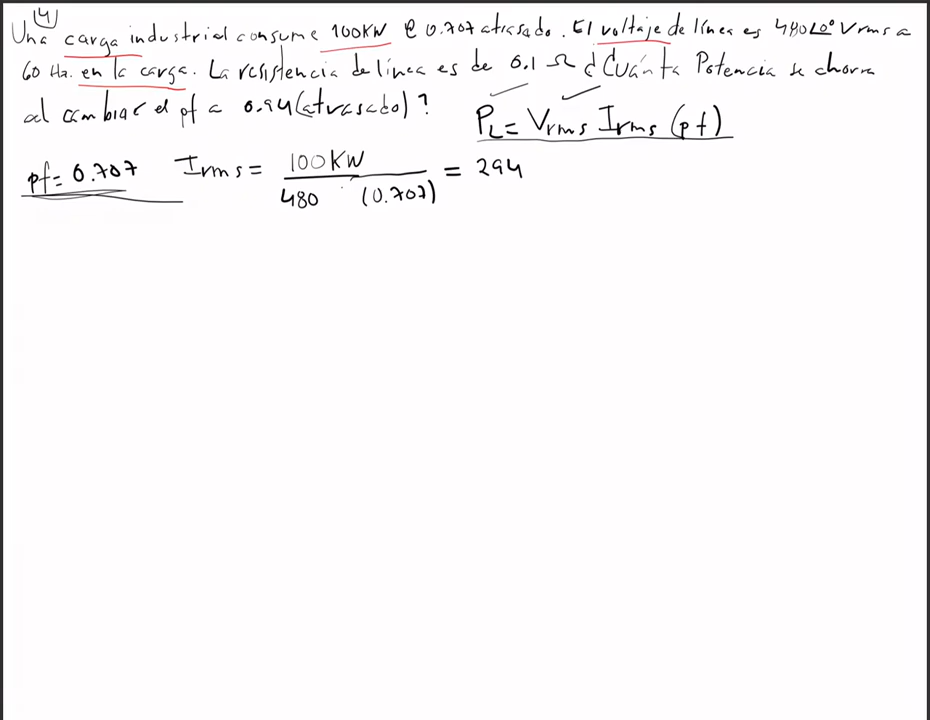 (4)
Una carga industrial consume 100KW @ 0.707 atrasado. El voltaje de línea es 480∠0° Vrms a
60 Hz. en la carga. La resistencia de línea es de 0.1 Ω ¿Cuánta Potencia se ahorra
al cambiar el pf a 0.94 (atrasado)?
P_L = Vrms Irms (pf)
pf = 0.707 Irms = 100KW / 480 (0.707) = 294